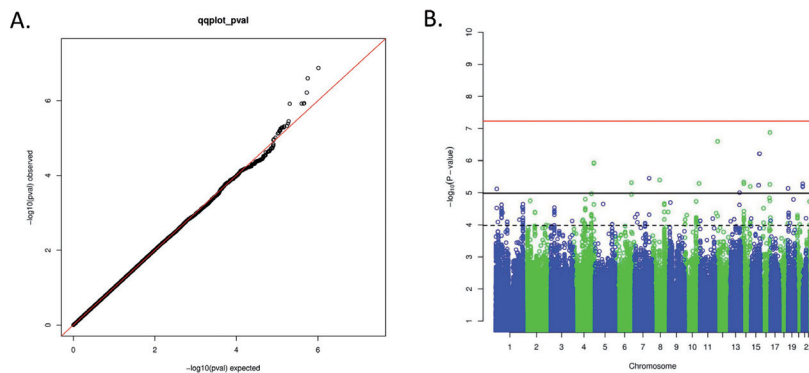 A.
qqplot_pval
−log10(pval) observed
6
4
2
0
0 2 4 6
−log10(pval) expected
B.
−log₁₀(P−value)
10
9
8
7
6
5
4
3
2
1
1 2 3 4 5 6 7 8 9 10 11 13 15 17 19 2
Chromosome